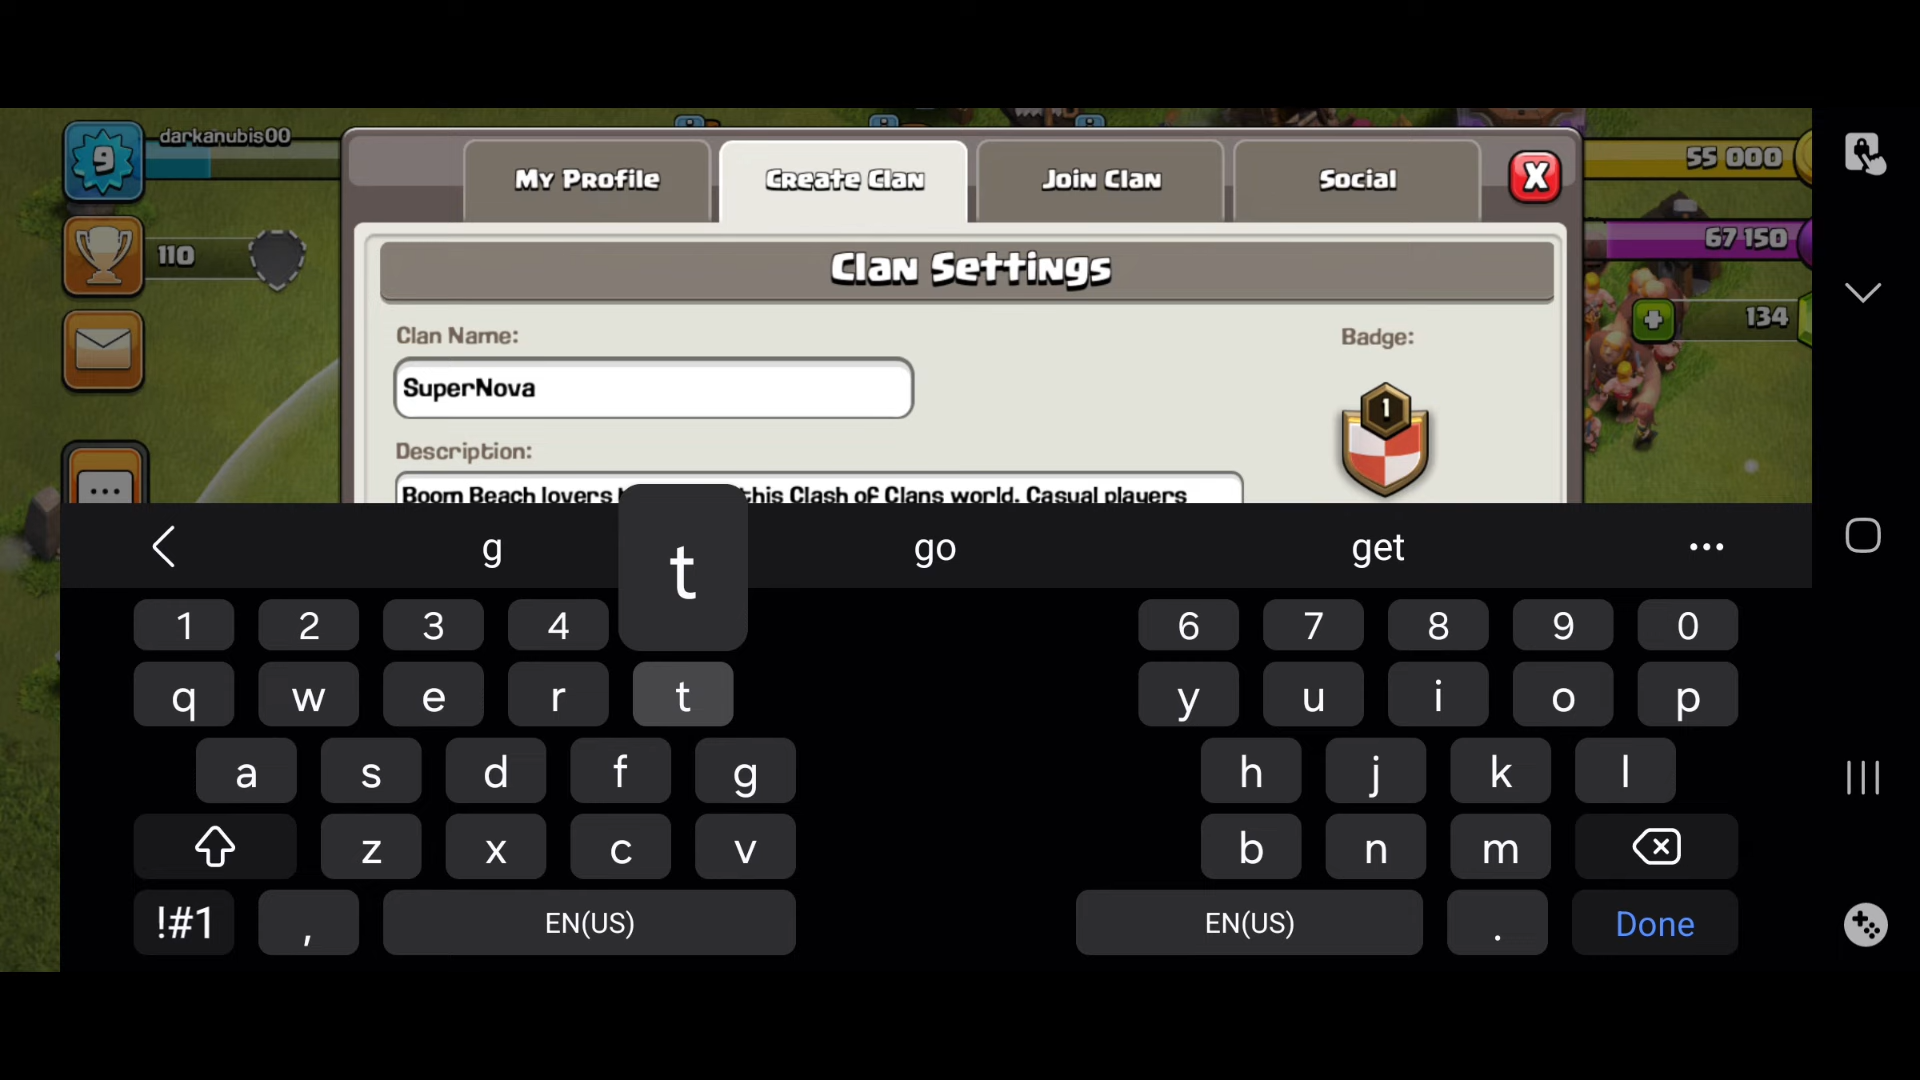 darkanubis00
9
My Profile
Create Clan
Join Clan
Social
X
55 000
110
67 150
Clan Settings
134
Clan Name:
Badge:
SuperNova
1
Description:
Boom Beach lovers this Clash of Clans world. Casual players
g
t
go
get
1 2 3 4 6 7 8 9 0
q w e r t y u i o p
a s d f g h j k l
z x c v b n m
!#1 , EN(US) EN(US) . Done